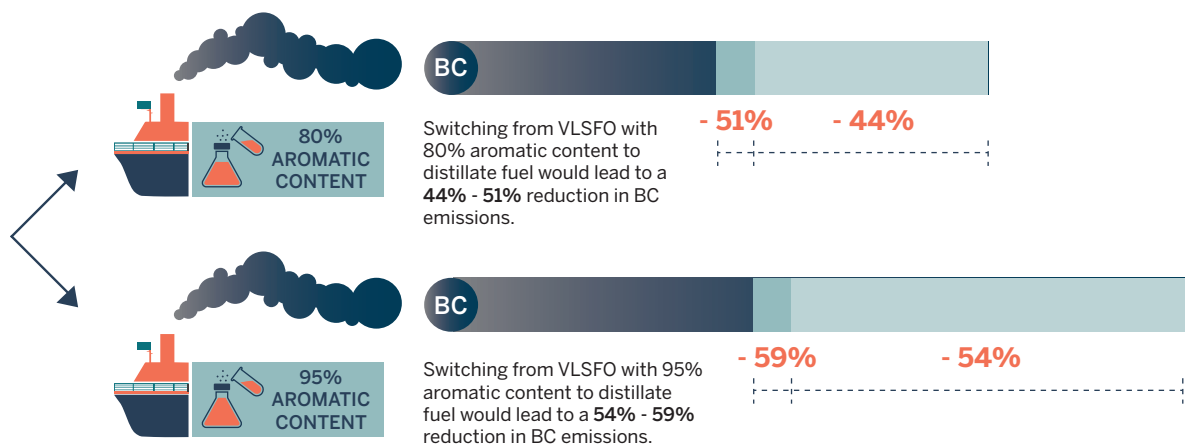 BC
80%
AROMATIC
CONTENT
Switching from VLSFO with
80% aromatic content to
distillate fuel would lead to a
44% - 51% reduction in BC
emissions.
- 51%
- 44%
BC
95%
AROMATIC
CONTENT
Switching from VLSFO with 95%
aromatic content to distillate
fuel would lead to a 54% - 59%
reduction in BC emissions.
- 59%
- 54%